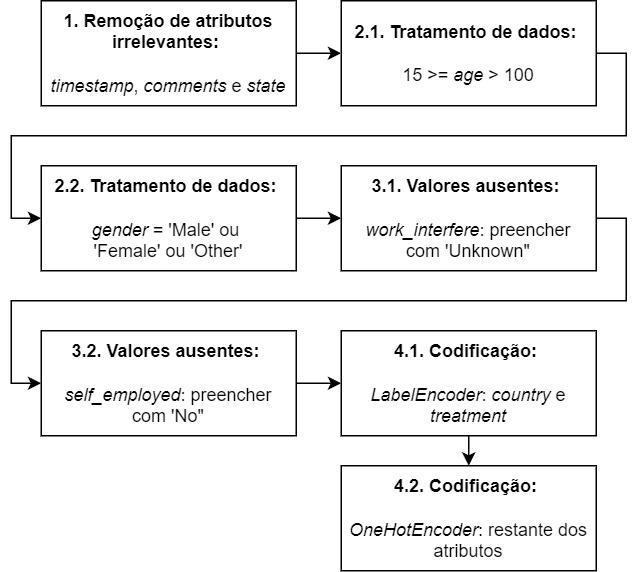 1. Remoção de atributos
irrelevantes:
timestamp, comments e state
2.1. Tratamento de dados:
15 >= age > 100
2.2. Tratamento de dados:
gender = 'Male' ou
'Female' ou 'Other'
3.1. Valores ausentes:
work_interfere: preencher
com 'Unknown"
3.2. Valores ausentes:
self_employed: preencher
com 'No"
4.1. Codificação:
LabelEncoder: country e
treatment
4.2. Codificação:
OneHotEncoder: restante dos
atributos